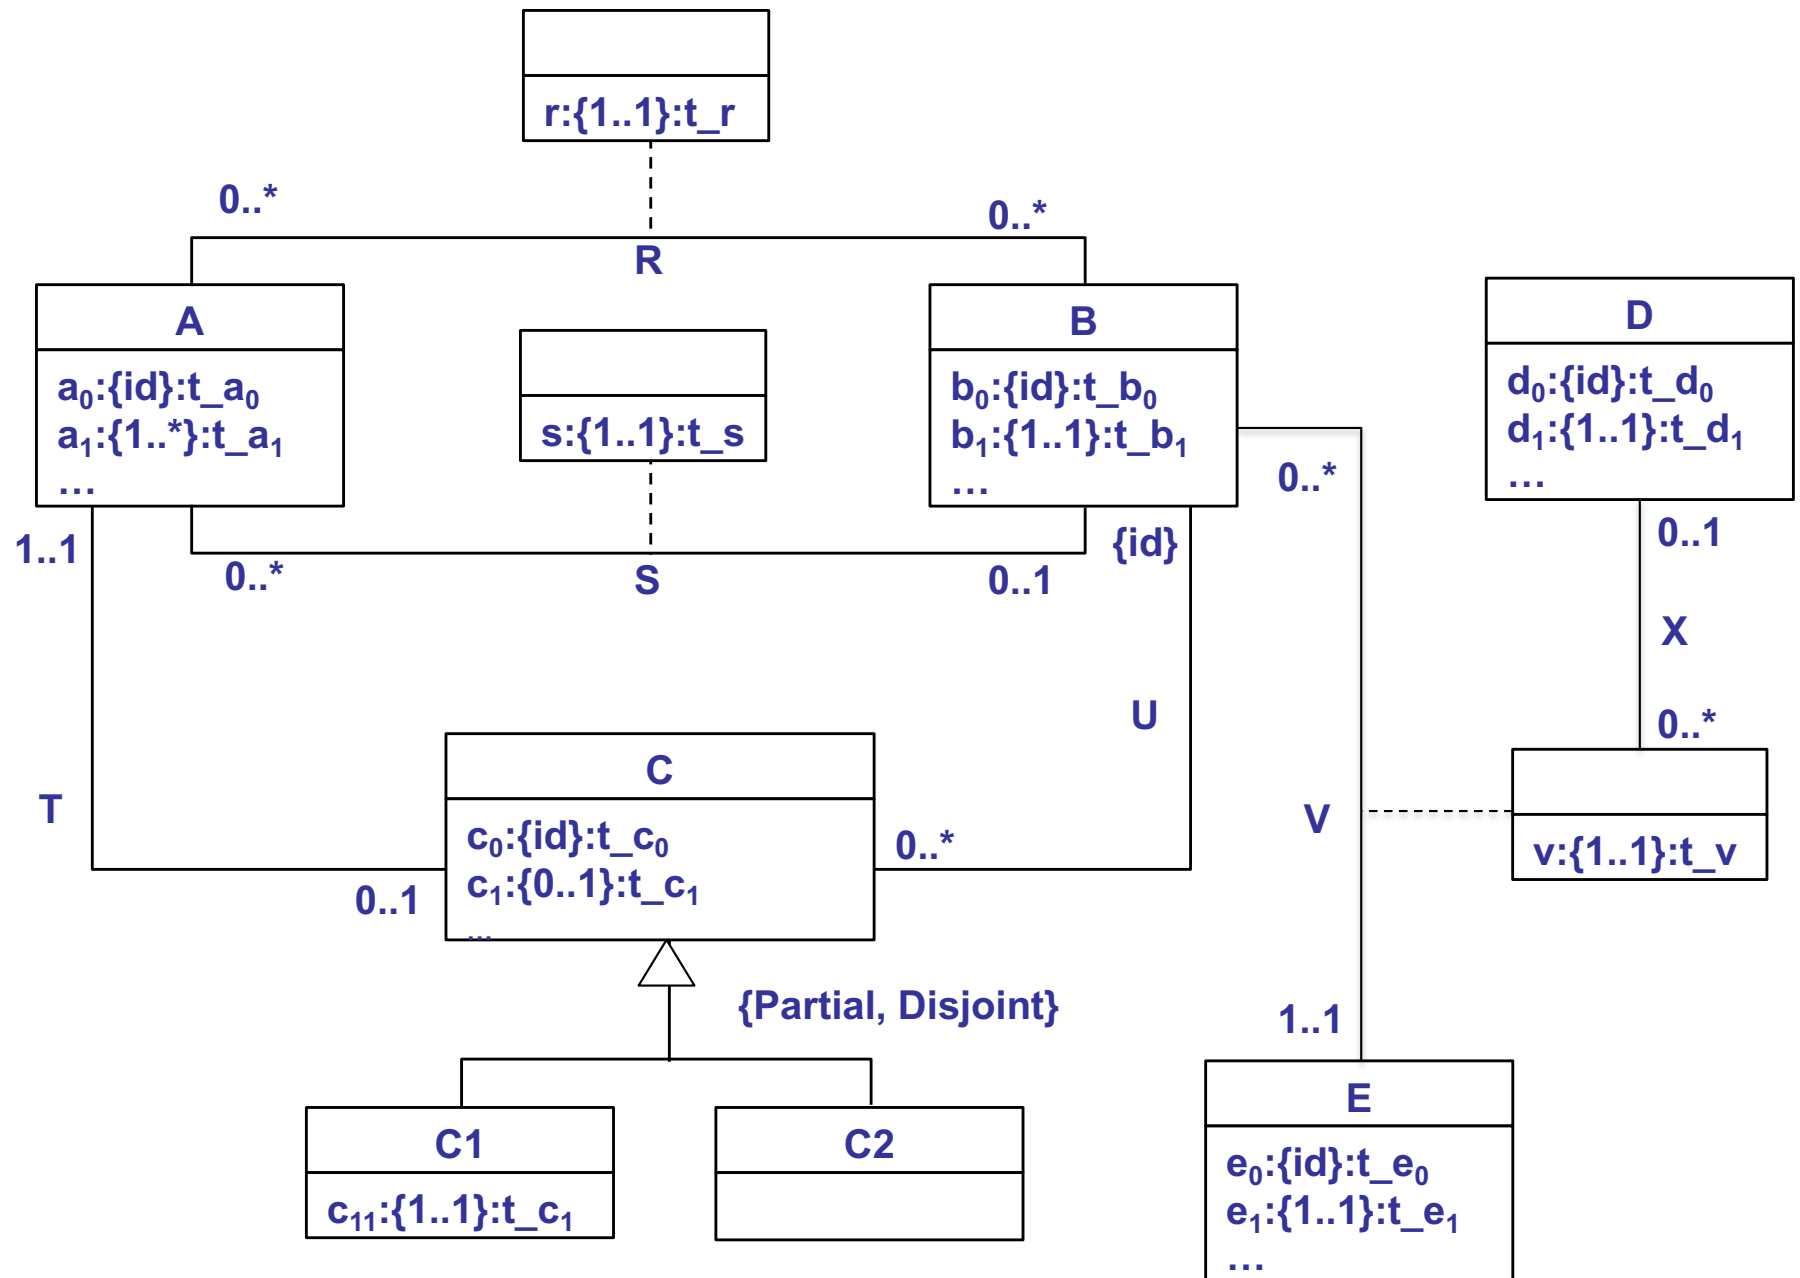 r:{1..1}:t_r
0..*
0..*
R
A
a₀:{id}:t_a₀
a₁:{1..*}:t_a₁
…
s:{1..1}:t_s
B
b₀:{id}:t_b₀
b₁:{1..1}:t_b₁
…
D
d₀:{id}:t_d₀
d₁:{1..1}:t_d₁
…
1..1
0..*
S
0..1
{id}
0..*
0..1
X
0..*
U
T
C
c₀:{id}:t_c₀
c₁:{0..1}:t_c₁
...
0..1
0..*
V
v:{1..1}:t_v
{Partial, Disjoint}
1..1
C1
c₁₁:{1..1}:t_c₁
C2
E
e₀:{id}:t_e₀
e₁:{1..1}:t_e₁
…